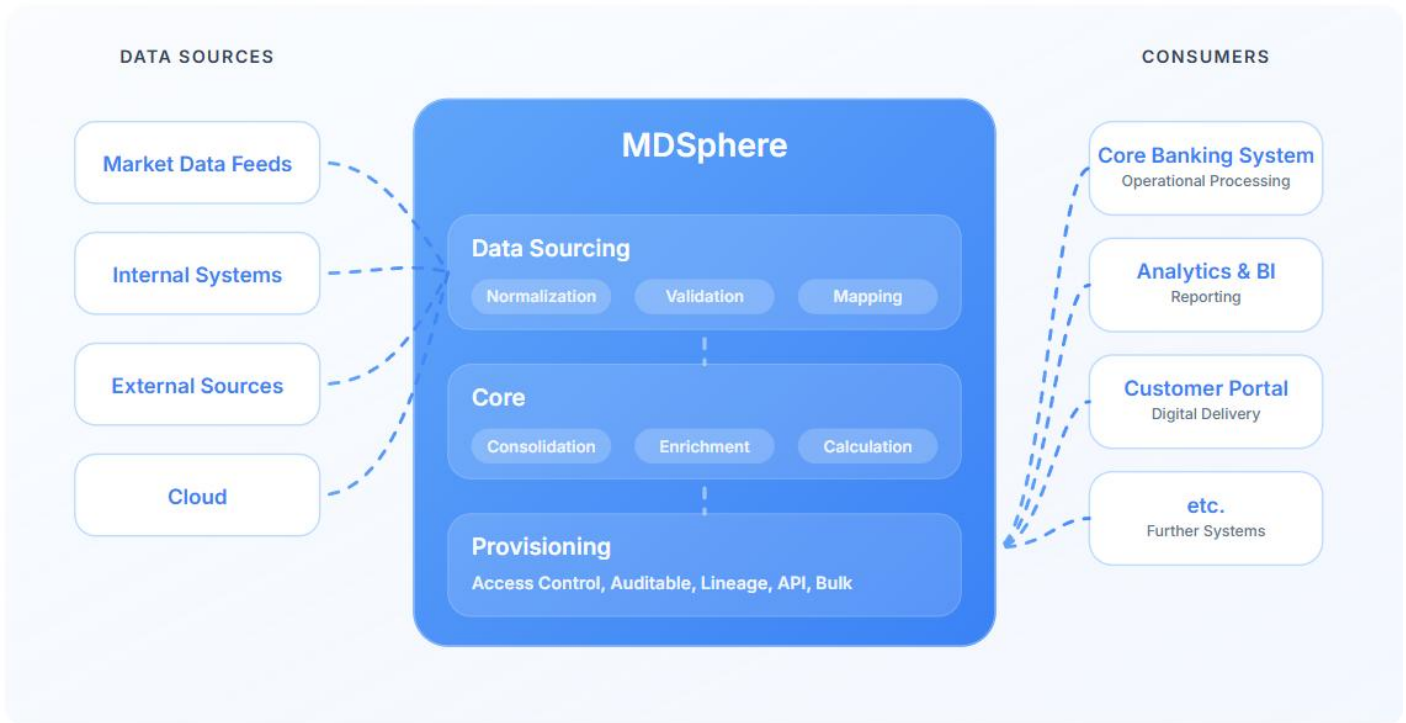 DATA SOURCES
Market Data Feeds
Internal Systems
External Sources
Cloud
MDSphere
Data Sourcing
Normalization
Validation
Mapping
Core
Consolidation
Enrichment
Calculation
Provisioning
Access Control, Auditable, Lineage, API, Bulk
CONSUMERS
Core Banking System
Operational Processing
Analytics & BI
Reporting
Customer Portal
Digital Delivery
etc.
Further Systems